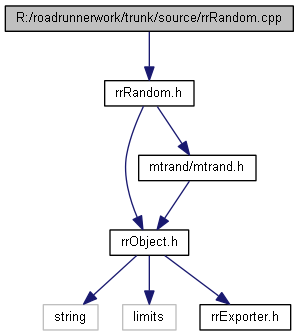 R:/roadrunnerwork/trunk/source/rrRandom.cpp
rrRandom.h
mtrand/mtrand.h
rrObject.h
string
limits
rrExporter.h